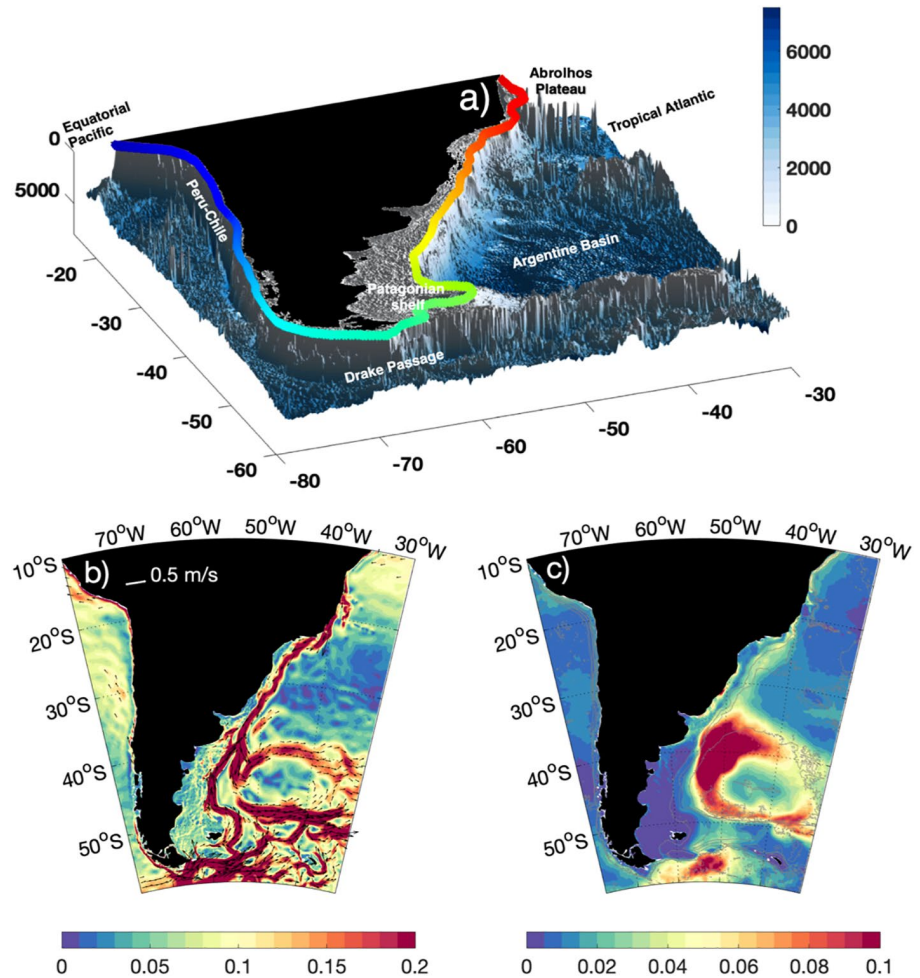 6000
4000
2000
0
a)
Abrolhos
Plateau
Tropical Atlantic
Equatorial
Pacific
0
5000
Peru-Chile
Argentine Basin
Patagonian
shelf
Drake Passage
-20
-30
-40
-50
-60
-80
-70
-60
-50
-40
-30
b)
0.5 m/s
70°W
60°W
50°W
40°W
30°W
10°S
20°S
30°S
40°S
50°S
0
0.05
0.1
0.15
0.2
c)
70°W
60°W
50°W
40°W
30°W
10°S
20°S
30°S
40°S
50°S
0
0.02
0.04
0.06
0.08
0.1